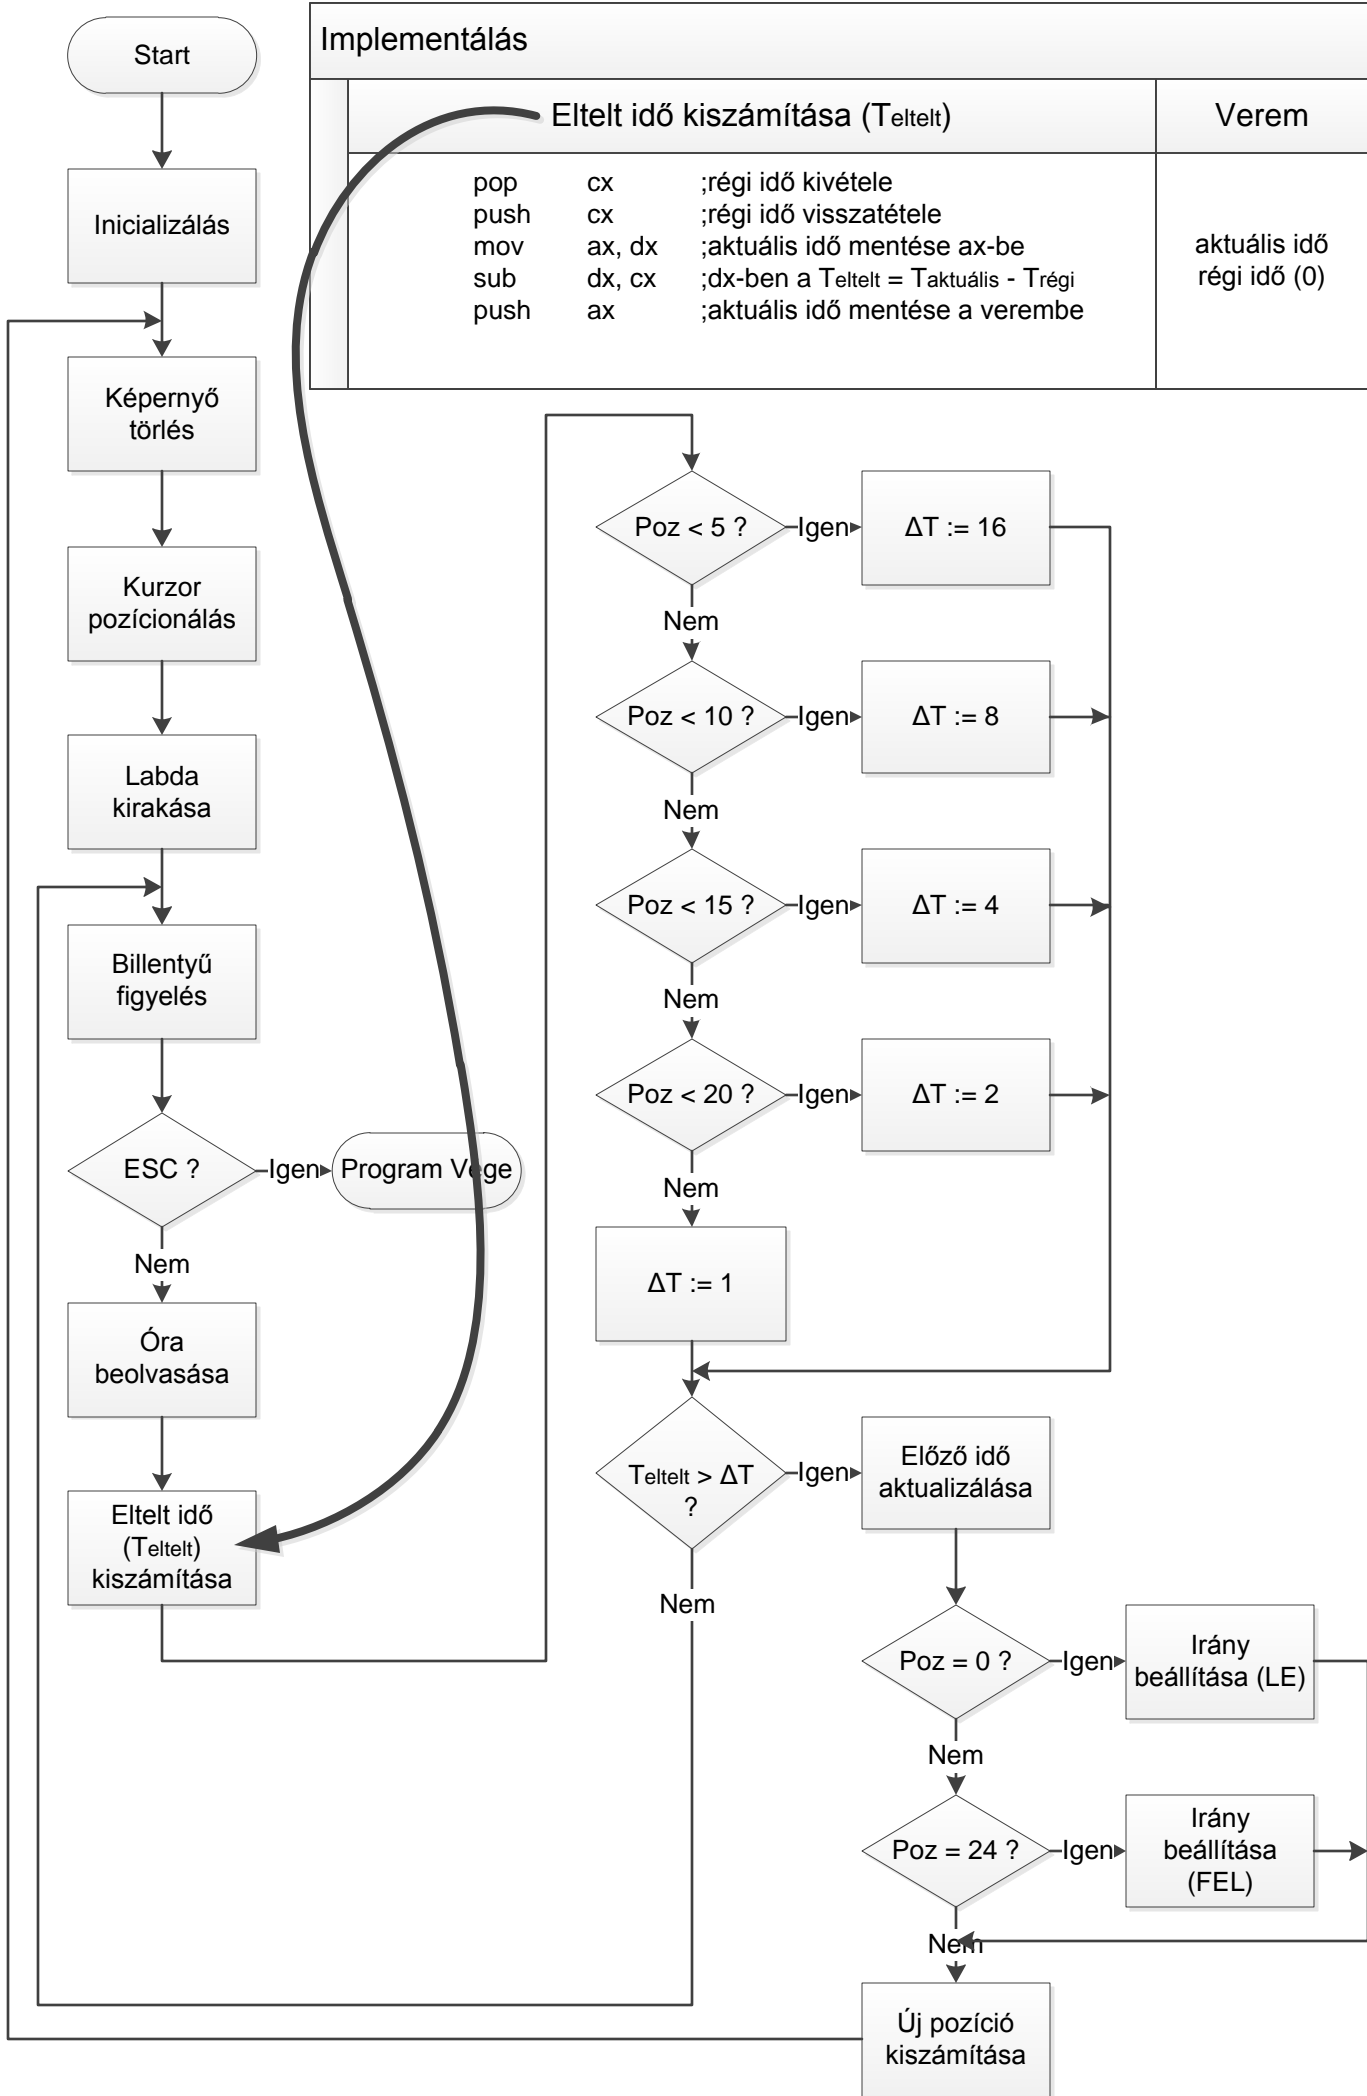 Start
Implementálás
Eltelt idő kiszámítása (Teltelt)
Verem
pop cx ;régi idő kivétele
push cx ;régi idő visszatétele
mov ax, dx ;aktuális idő mentése ax-be
sub dx, cx ;dx-ben a Teltelt = Taktuális - Trégi
push ax ;aktuális idő mentése a verembe
aktuális idő
régi idő (0)
Inicializálás
Képernyő
törlés
Kurzor
pozícionálás
Labda
kirakása
Billentyű
figyelés
ESC ?
Igen
Program Vége
Nem
Óra
beolvasása
Eltelt idő
(Teltelt)
kiszámítása
Poz < 5 ?
Igen
ΔT := 16
Nem
Poz < 10 ?
Igen
ΔT := 8
Nem
Poz < 15 ?
Igen
ΔT := 4
Nem
Poz < 20 ?
Igen
ΔT := 2
Nem
ΔT := 1
Teltelt > ΔT
?
Igen
Nem
Előző idő
aktualizálása
Poz = 0 ?
Igen
Irány
beállítása (LE)
Nem
Poz = 24 ?
Igen
Irány
beállítása
(FEL)
Nem
Új pozíció
kiszámítása